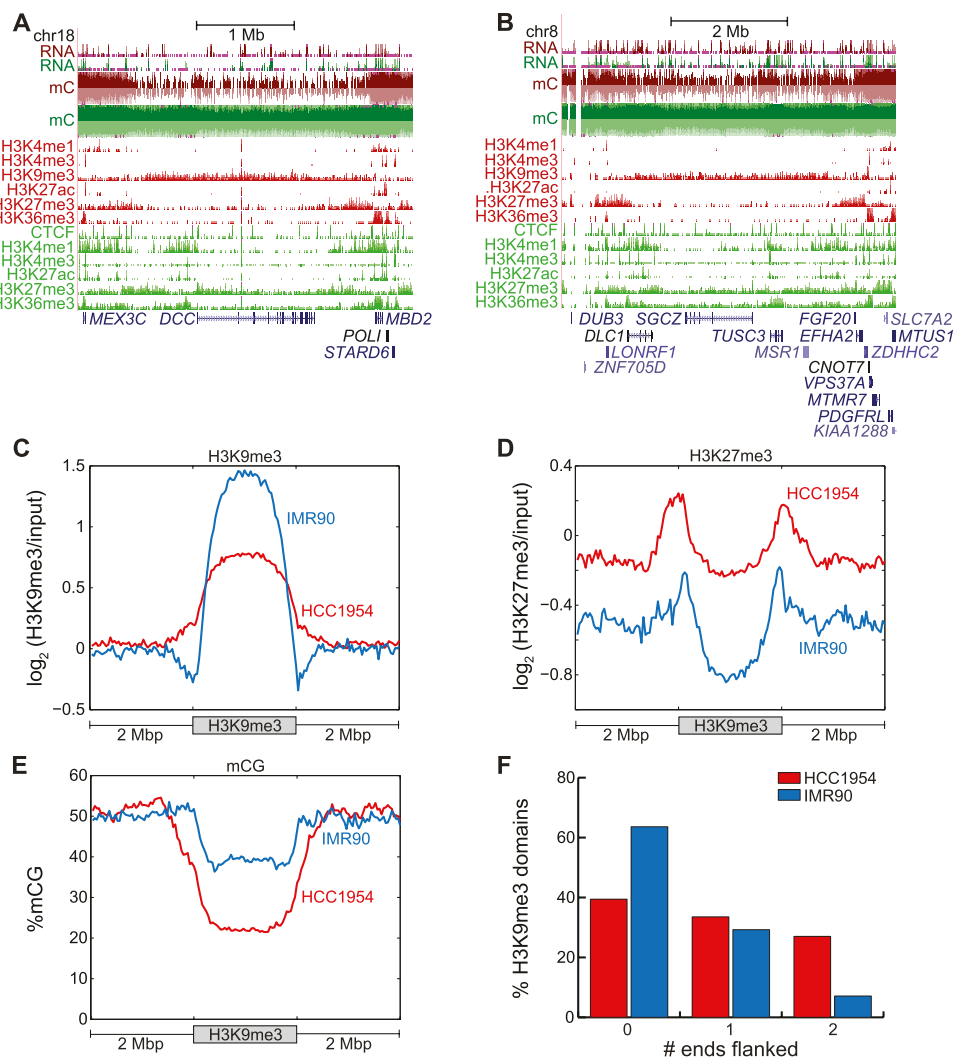 A
1 Mb
chr18
RNA
RNA
mC
mC
H3K4me1
H3K4me3
H3K9me3
H3K27ac
H3K27me3
H3K36me3
CTCF
H3K4me1
H3K4me3
H3K27ac
H3K27me3
H3K36me3
MEX3C DCC MBD2
POLI
STARD6
B
2 Mb
chr8
RNA
RNA
mC
mC
H3K4me1
H3K4me3
H3K9me3
H3K27ac
H3K27me3
H3K36me3
CTCF
H3K4me1
H3K4me3
H3K27ac
H3K27me3
H3K36me3
DUB3 SGCZ FGF20 SLC7A2
DLC1 TUSC3 EFHA2 MTUS1
LONRF1 MSR1 ZDHHC2
ZNF705D CNOT7
VPS37A
MTMR7
PDGFRL
KIAA1288
C
H3K9me3
log2 (H3K9me3/input)
1.5
1
0.5
0
−0.5
IMR90
HCC1954
2 Mbp H3K9me3 2 Mbp
D
H3K27me3
log2 (H3K27me3/input)
0.4
0
−0.4
−0.8
HCC1954
IMR90
2 Mbp H3K9me3 2 Mbp
E
mCG
%mCG
60
50
40
30
20
10
0
IMR90
HCC1954
2 Mbp H3K9me3 2 Mbp
F
% H3K9me3 domains
80
60
40
20
0
HCC1954
IMR90
0 1 2
# ends flanked